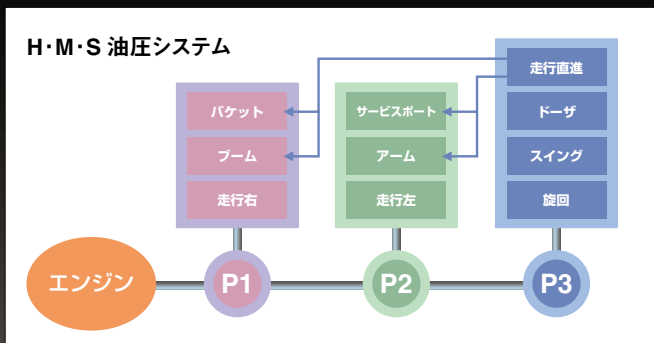 H・M・S 油圧システム
バケット
ブーム
走行右
サービスポート
アーム
走行左
走行直進
ドーザ
スイング
旋回
エンジン
P1
P2
P3